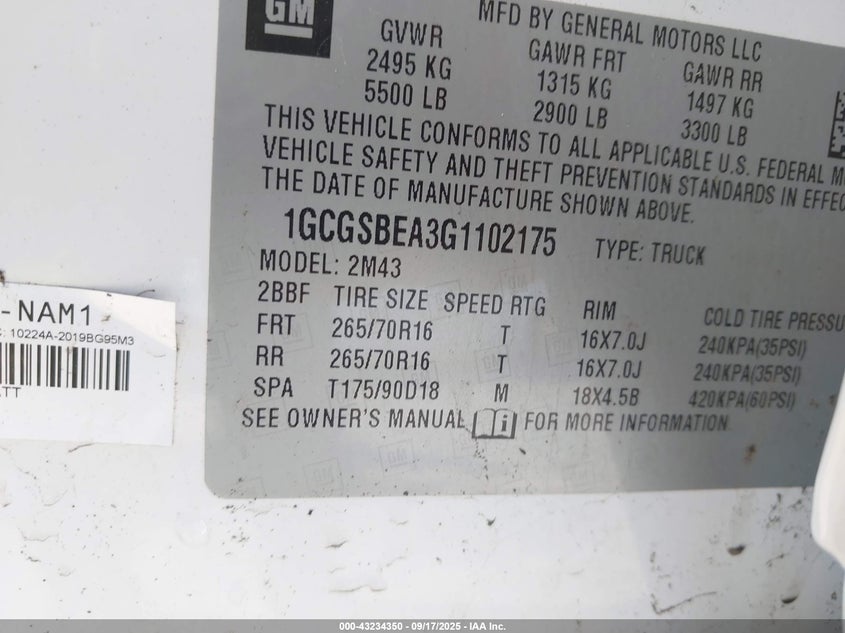 GM
MFD BY GENERAL MOTORS LLC
GVWR GAWR FRT GAWR RR
2495 KG 1315 KG 1497 KG
5500 LB 2900 LB 3300 LB
THIS VEHICLE CONFORMS TO ALL APPLICABLE U.S. FEDERAL M
VEHICLE SAFETY AND THEFT PREVENTION STANDARDS IN EFFEC
THE DATE OF MANUFACTURE SHOWN ABOVE.
1GCGSBEA3G1102175 TYPE: TRUCK
MODEL: 2M43
2BBF TIRE SIZE SPEED RTG RIM COLD TIRE PRESSU
FRT 265/70R16 T 16X7.0J 240KPA(35PSI)
RR 265/70R16 T 16X7.0J 240KPA(35PSI)
SPA T175/90D18 M 18X4.5B 420KPA(60PSI)
SEE OWNER'S MANUAL i FOR MORE INFORMATION
-NAM1
: 10224A-2019BG95M3
TT
000-43234350 - 09/17/2025 - IAA Inc.